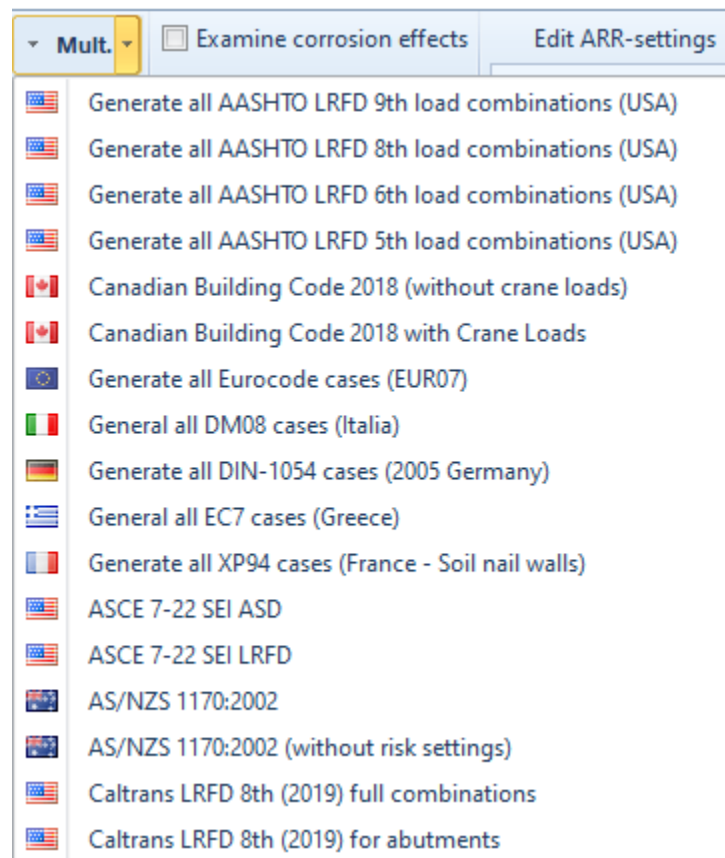 Mult.
Examine corrosion effects
Edit ARR-settings
Generate all AASHTO LRFD 9th load combinations (USA)
Generate all AASHTO LRFD 8th load combinations (USA)
Generate all AASHTO LRFD 6th load combinations (USA)
Generate all AASHTO LRFD 5th load combinations (USA)
Canadian Building Code 2018 (without crane loads)
Canadian Building Code 2018 with Crane Loads
Generate all Eurocode cases (EUR07)
General all DM08 cases (Italia)
Generate all DIN-1054 cases (2005 Germany)
General all EC7 cases (Greece)
Generate all XP94 cases (France - Soil nail walls)
ASCE 7-22 SEI ASD
ASCE 7-22 SEI LRFD
AS/NZS 1170:2002
AS/NZS 1170:2002 (without risk settings)
Caltrans LRFD 8th (2019) full combinations
Caltrans LRFD 8th (2019) for abutments